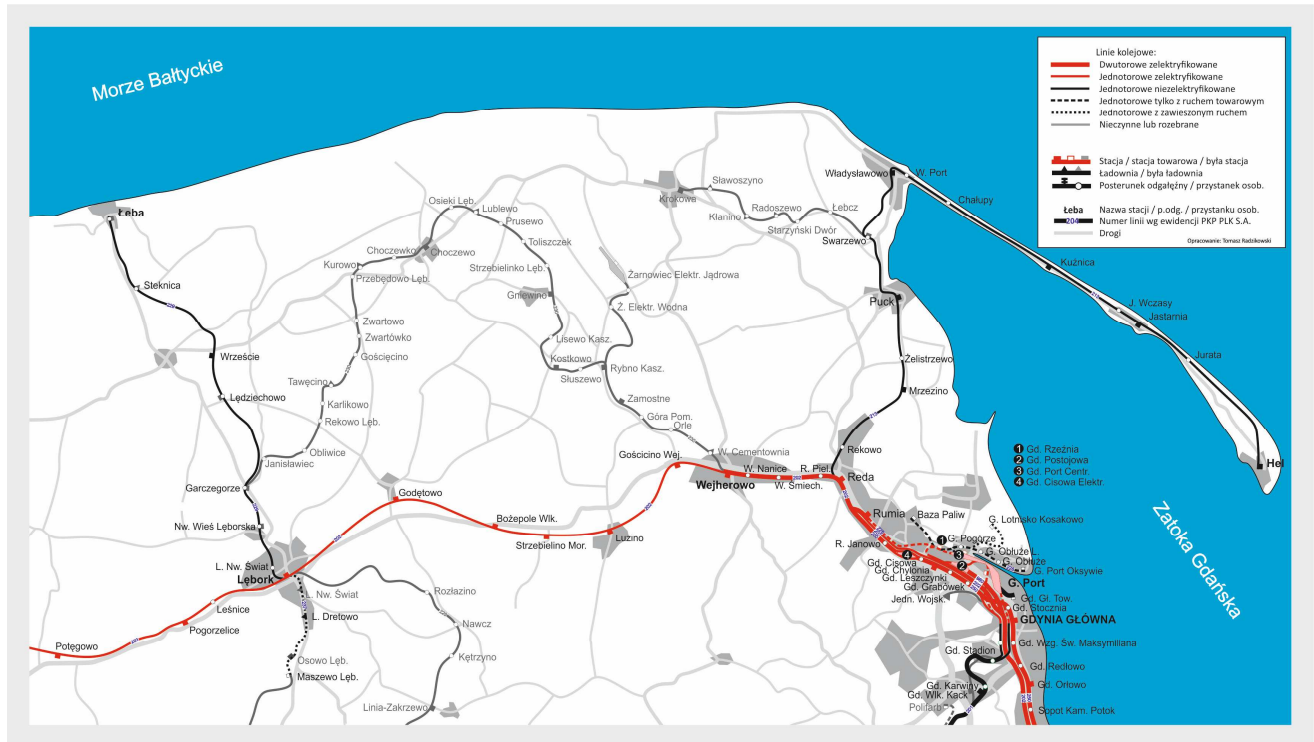 Morze Bałtyckie
Linie kolejowe:
Dwutorowe zelektryfikowane
Jednotorowe zelektryfikowane
Jednotorowe niezelektryfikowane
Jednotorowe tylko z ruchem towarowym
Jednotorowe z zawieszonym ruchem
Nieczynne lub rozebrane
Stacja / stacja towarowa / była stacja
Ładownia / była ładownia
Posterunek odgałęźny / przystanek osob.
Łeba
Nazwa stacji / p.odg. / przystanku osob.
204
Numer linii wg ewidencji PKP PLK S.A.
Drogi
Opracowanie: Tomasz Radzikowski
Łeba
Steknica
Wrzeście
Lędziechowo
Garczegorze
Nw. Wieś Lęborska
L. Nw. Świat
Lębork
L. Nw. Świat
L. Dretowo
Osowo Lęb.
Maszewo Lęb.
Leśnice
Pogorzelice
Potęgowo
Rozłazino
Nawcz
Kętrzyno
Linia-Zakrzewo
Janisławiec
Obliwice
Rekowo Lęb.
Karlikowo
Tawęcino
Gościęcino
Zwartówko
Zwartowo
Przebędowo Lęb.
Kurowo
Choczewko
Choczewo
Osieki Lęb.
Lublewo
Prusewo
Toliszczek
Strzebielinko Lęb.
Gniewino
Lisewo Kasz.
Kostkowo
Słuszewo
Rybno Kasz.
Ż. Elektr. Wodna
Żarnowiec Elektr. Jądrowa
Zamostne
Góra Pom.
Orle
W. Cementownia
Godętowo
Bożepole Wlk.
Strzebielino Mor.
Luzino
Gościcino Wej.
Wejherowo
W. Nanice
W. Śmiech.
R. Piel.
Reda
Rekowo
Mrzezino
Żelistrzewo
Puck
Swarzewo
Łebcz
Starzyński Dwór
Radoszewo
Kłanino
Sławoszyno
Krokowa
Władysławowo
W. Port
Chałupy
Kuźnica
J. Wczasy
Jastarnia
Jurata
Hel
1 Gd. Rzeźnia
2 Gd. Postojowa
3 Gd. Port Centr.
4 Gd. Cisowa Elektr.
Zatoka Gdańska
Rumia
Baza Paliw
G. Lotnisko Kosakowo
R. Janowo
1
G. Pogórze
3
G. Obłuże L.
4
G. Obłuże
Gd. Cisowa
2
G. Port Oksywie
Gd. Chylonia
Gd. Leszczynki
Gd. Grabówek
G. Port
Jedn. Wojsk.
Gd. Gł. Tow.
Gd. Stocznia
GDYNIA GŁÓWNA
Gd. Wzg. Św. Maksymiliana
Gd. Stadion
Gd. Redłowo
Gd. Karwiny
Gd. Orłowo
Gd. Wlk. Kack
Polifarb
Sopot Kam. Potok